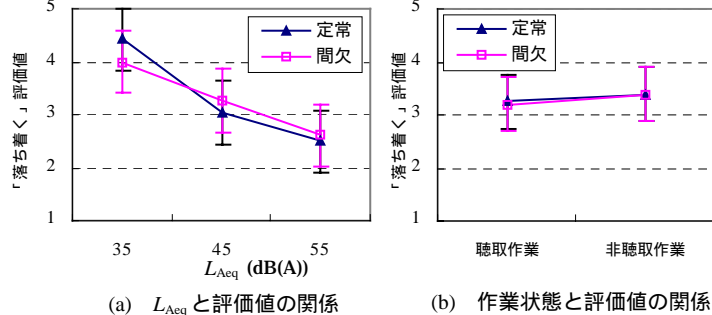 「落ち着く」評価値
5
4
3
2
1
定常
間欠
35
45
55
LAeq (dB(A))
(a) LAeq と評価値の関係
「落ち着く」評価値
5
4
3
2
1
定常
間欠
聴取作業
非聴取作業
(b) 作業状態と評価値の関係